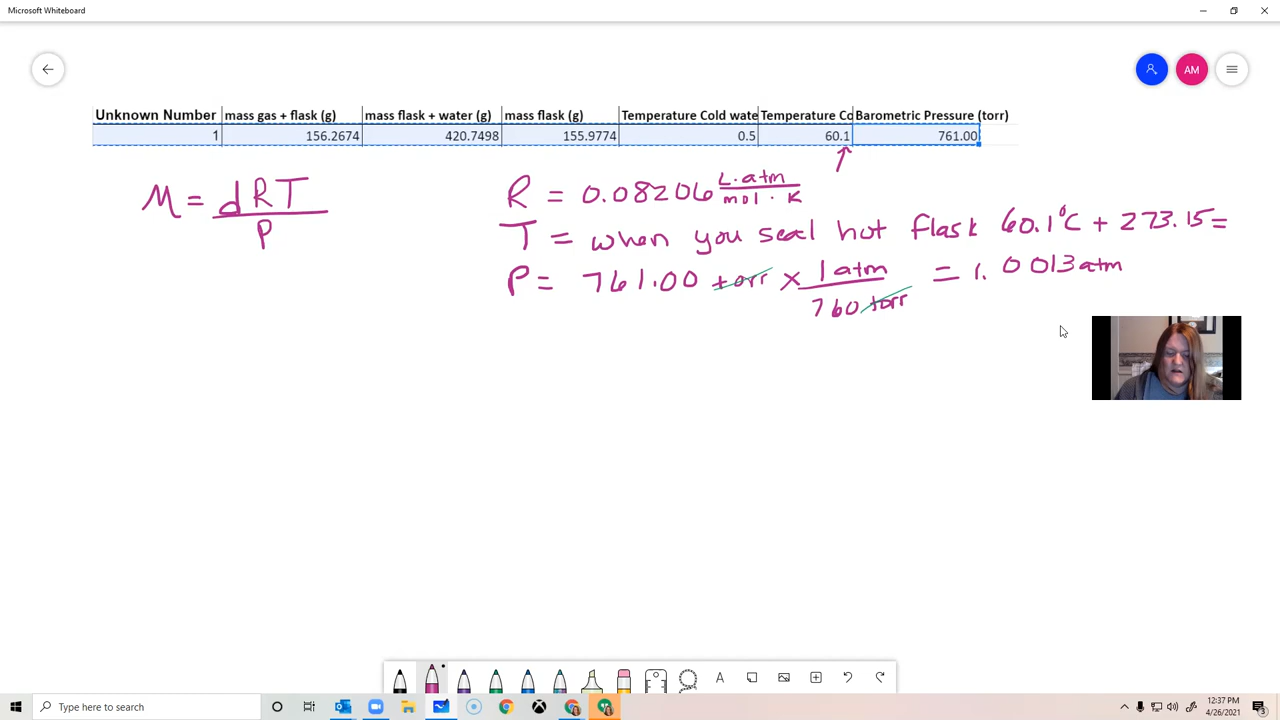 Microsoft Whiteboard
AM
Unknown Number mass gas + flask (g) mass flask + water (g) mass flask (g) Temperature Cold wate Temperature Co Barometric Pressure (torr)
1 156.2674 420.7498 155.9774 0.5 60.1 761.00
M = dRT / P
R = 0.08206 L·atm / mol·K
T = when you seal hot flask 60.1°C + 273.15 =
P = 761.00 torr × 1 atm / 760 torr = 1.0013 atm
A
Type here to search
12:37 PM
4/26/2021
3